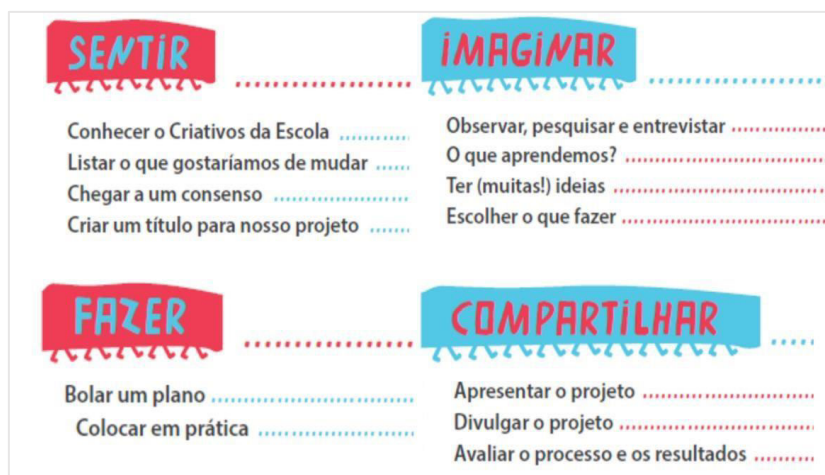 SENTIR
Conhecer o Criativos da Escola
Listar o que gostaríamos de mudar
Chegar a um consenso
Criar um título para nosso projeto
IMAGINAR
Observar, pesquisar e entrevistar
O que aprendemos?
Ter (muitas!) ideias
Escolher o que fazer
FAZER
Bolar um plano
Colocar em prática
COMPARTILHAR
Apresentar o projeto
Divulgar o projeto
Avaliar o processo e os resultados